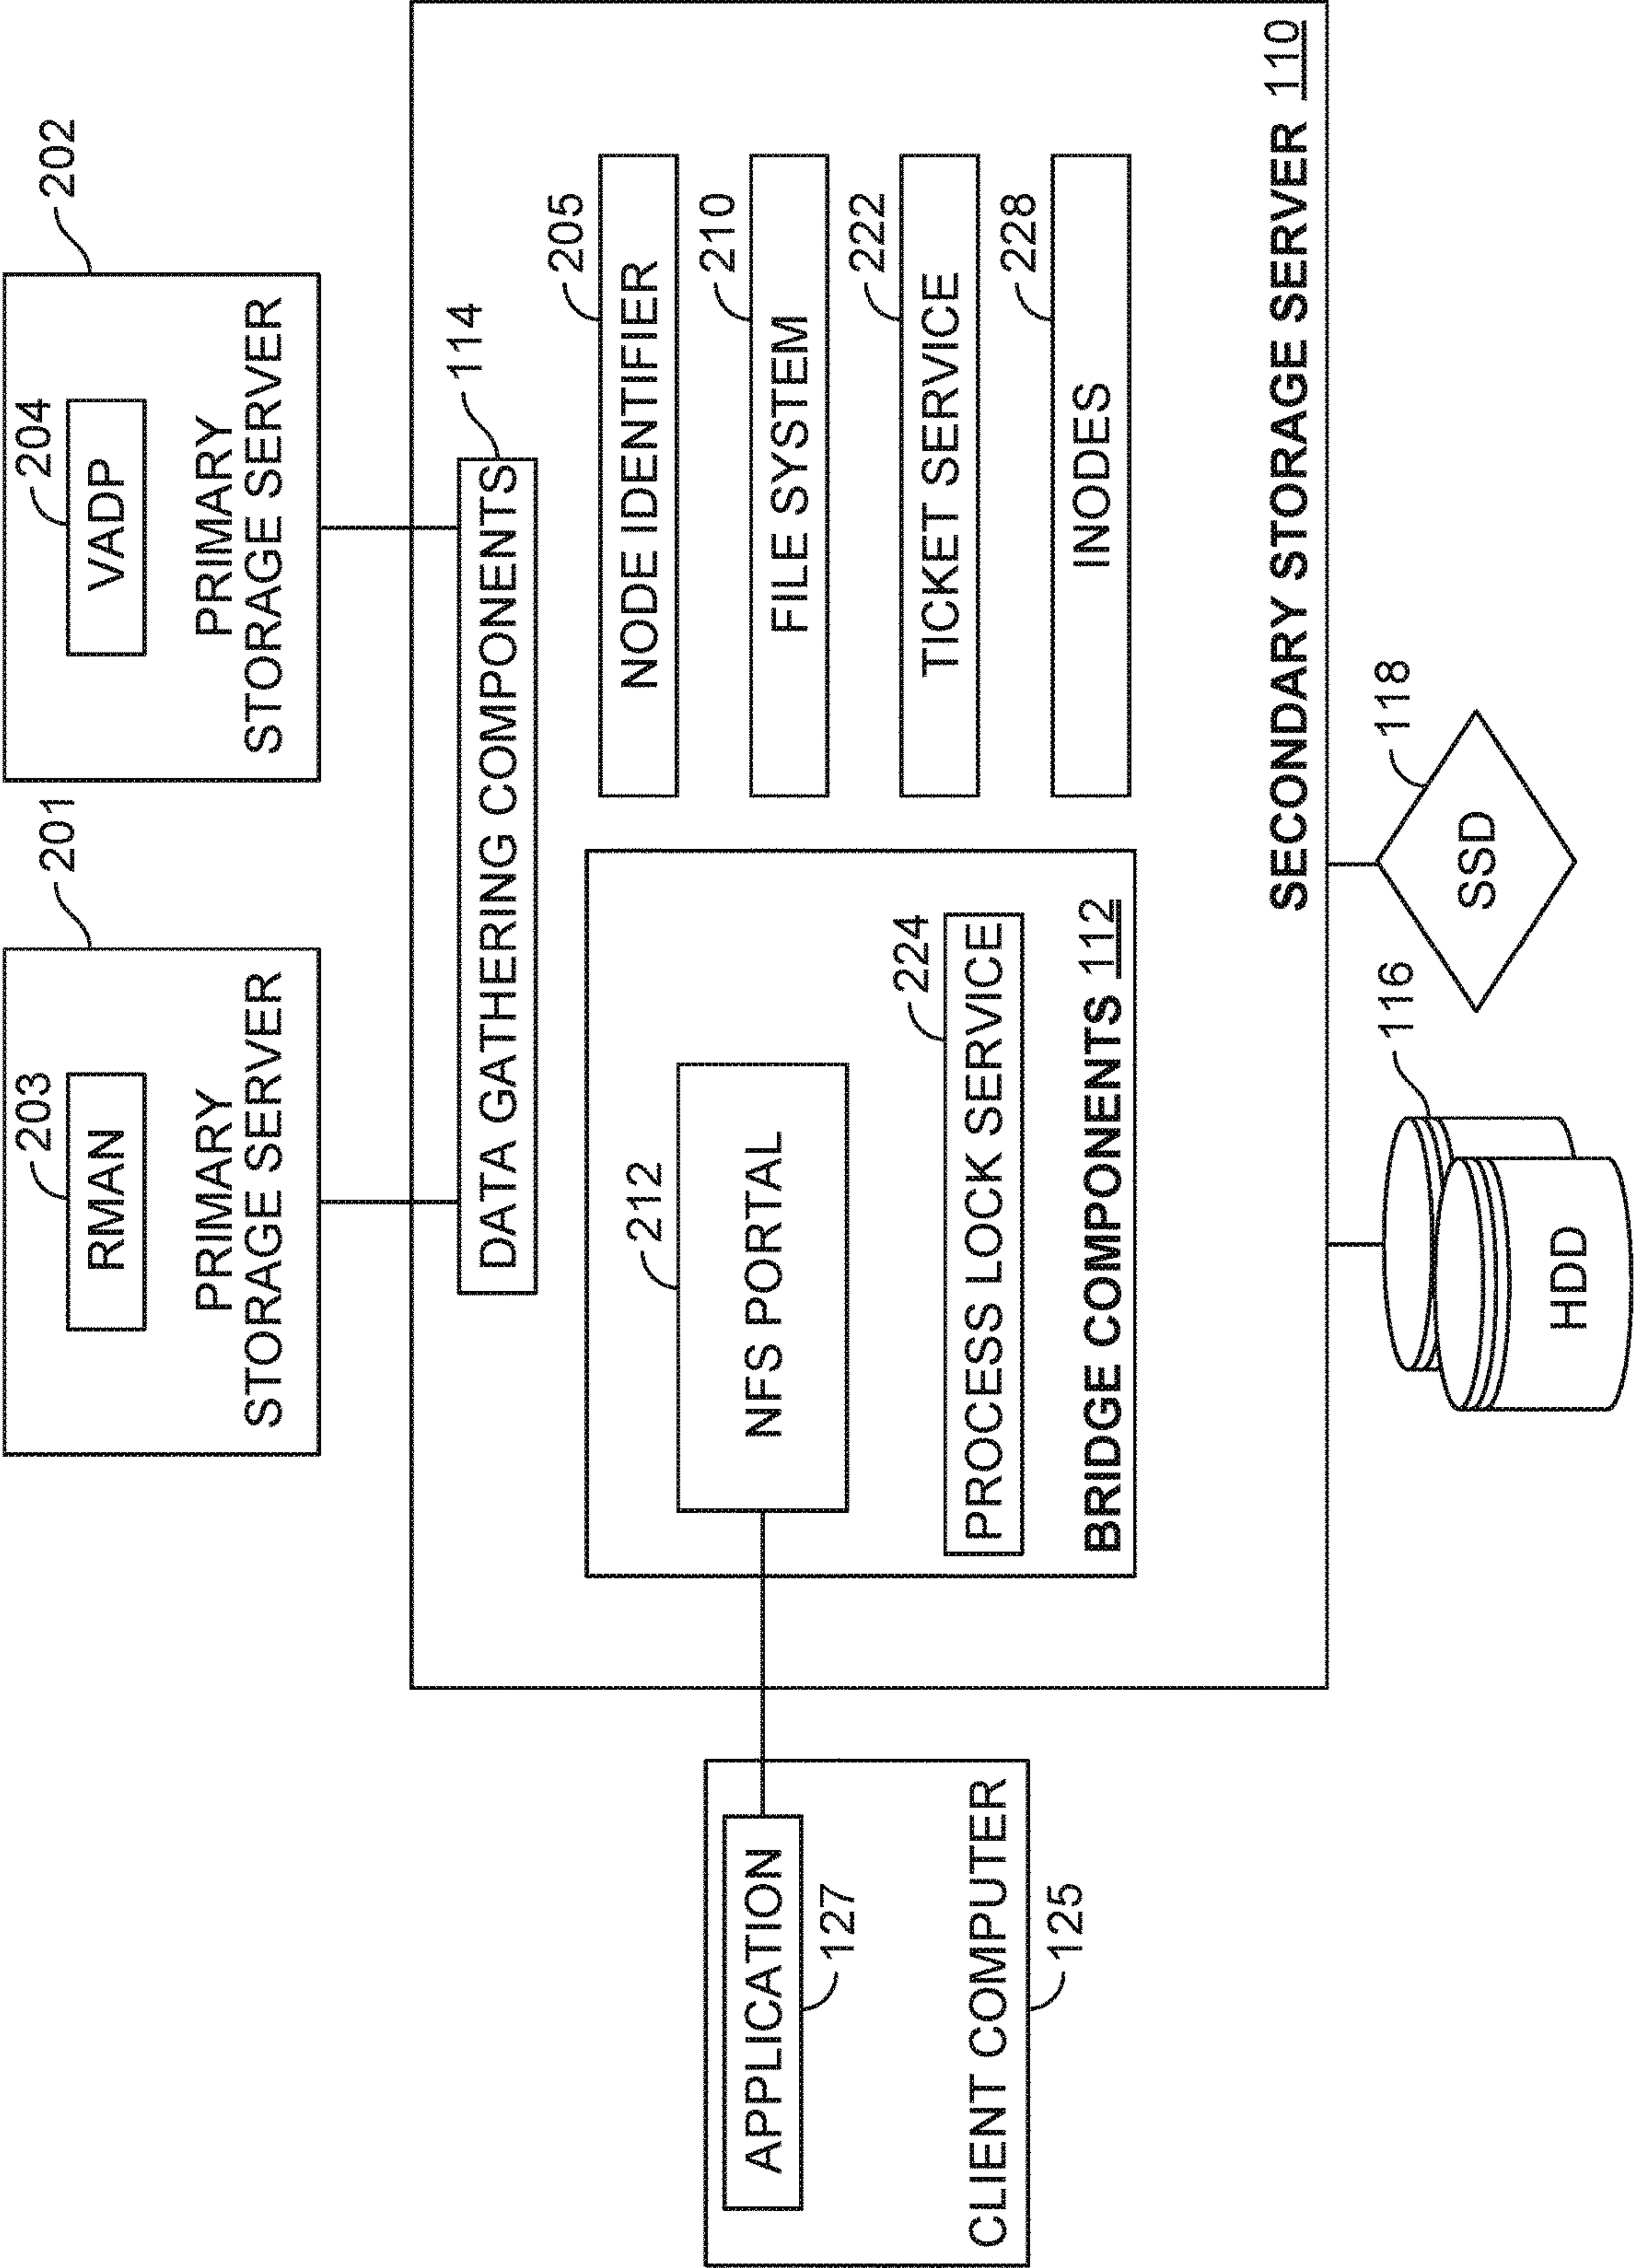 201
203
RMAN
PRIMARY
STORAGE SERVER
202
204
VADP
PRIMARY
STORAGE SERVER
DATA GATHERING COMPONENTS
114
APPLICATION
127
CLIENT COMPUTER
125
212
NFS PORTAL
224
PROCESS LOCK SERVICE
BRIDGE COMPONENTS 112
205
NODE IDENTIFIER
210
FILE SYSTEM
222
TICKET SERVICE
228
INODES
SECONDARY STORAGE SERVER 110
116
HDD
118
SSD